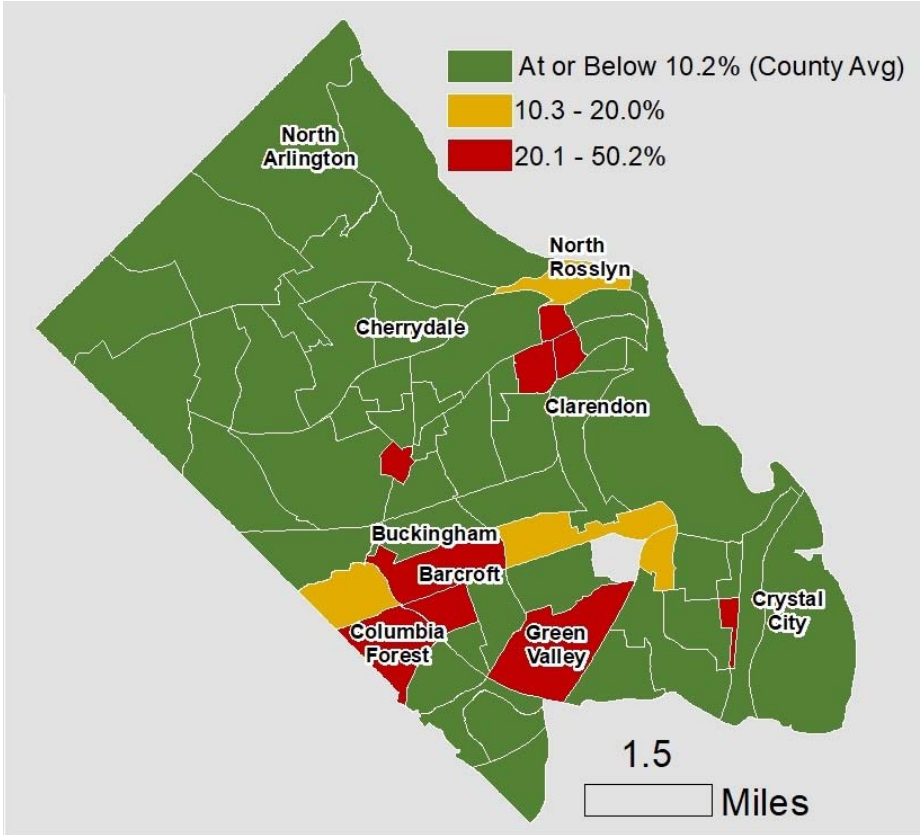 At or Below 10.2% (County Avg)
10.3 - 20.0%
20.1 - 50.2%
North
Arlington
North
Rosslyn
Cherrydale
Clarendon
Buckingham
Barcroft
Columbia
Forest
Green
Valley
Crystal
City
1.5
Miles